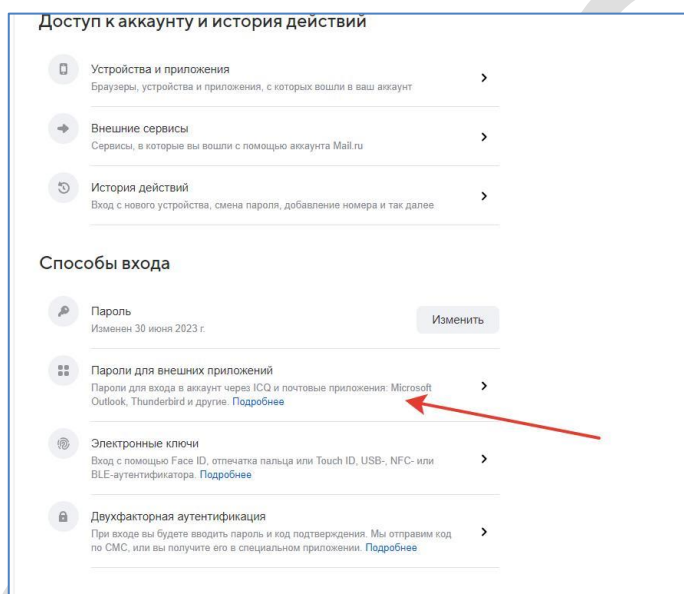 Доступ к аккаунту и история действий
Устройства и приложения
Браузеры, устройства и приложения, с которых вошли в ваш аккаунт
Внешние сервисы
Сервисы, в которые вы вошли с помощью аккаунта Mail.ru
История действий
Вход с нового устройства, смена пароля, добавление номера и так далее
Способы входа
Пароль
Изменить
Изменен 30 июня 2023 г.
Пароли для внешних приложений
Пароли для входа в аккаунт через ICQ и почтовые приложения: Microsoft
Outlook, Thunderbird и другие. Подробнее
Электронные ключи
Вход с помощью Face ID, отпечатка пальца или Touch ID, USB-, NFC- или
BLE-аутентификатора. Подробнее
Двухфакторная аутентификация
При входе вы будете вводить пароль и код подтверждения. Мы отправим код
по СМС, или вы получите его в специальном приложении. Подробнее